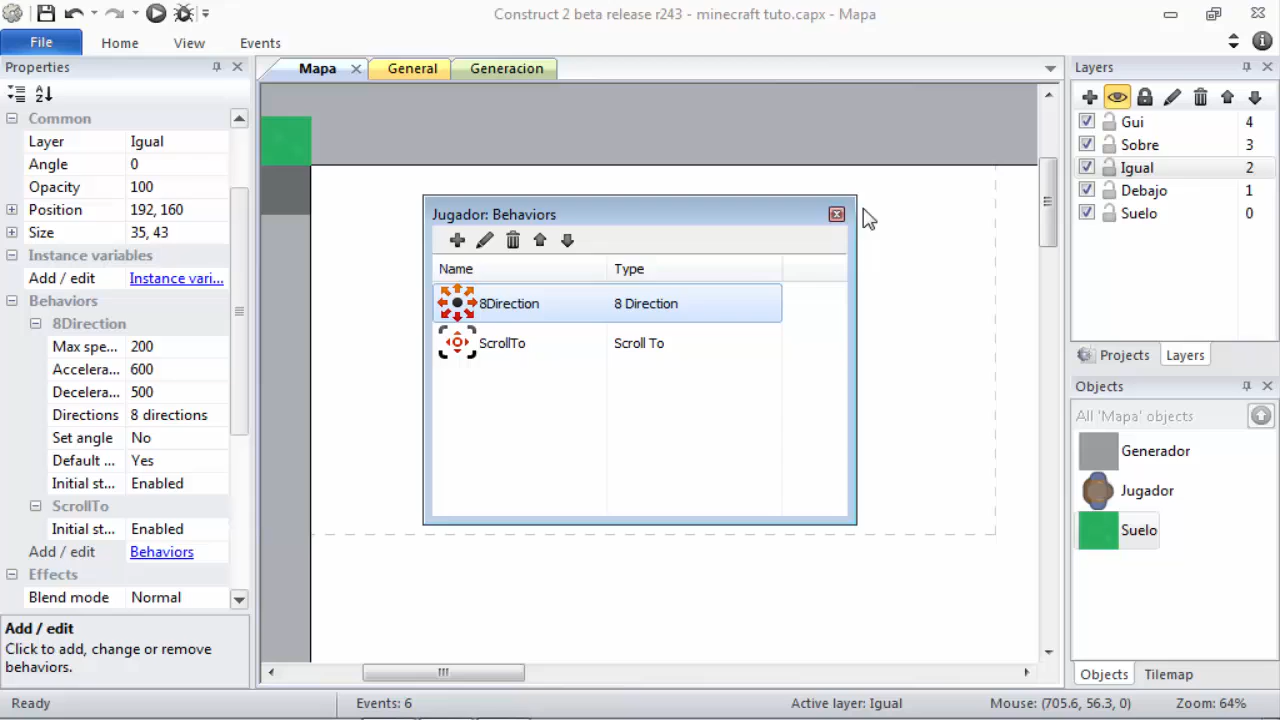 Construct 2 beta release r243 - minecraft tuto.capx - Mapa
File
Home
View
Events
Properties
Common
Layer Igual
Angle 0
Opacity 100
Position 192, 160
Size 35, 43
Instance variables
Add / edit Instance vari...
Behaviors
8Direction
Max spe... 200
Accelera... 600
Decelera... 500
Directions 8 directions
Set angle No
Default ... Yes
Initial st... Enabled
ScrollTo
Initial st... Enabled
Add / edit Behaviors
Effects
Blend mode Normal
Add / edit
Click to add, change or remove
behaviors.
Mapa
General
Generacion
Jugador: Behaviors
Name Type
8Direction 8 Direction
ScrollTo Scroll To
Layers
Gui 4
Sobre 3
Igual 2
Debajo 1
Suelo 0
Projects
Layers
Objects
All 'Mapa' objects
Generador
Jugador
Suelo
Objects
Tilemap
Ready
Events: 6
Active layer: Igual
Mouse: (705.6, 56.3, 0)
Zoom: 64%